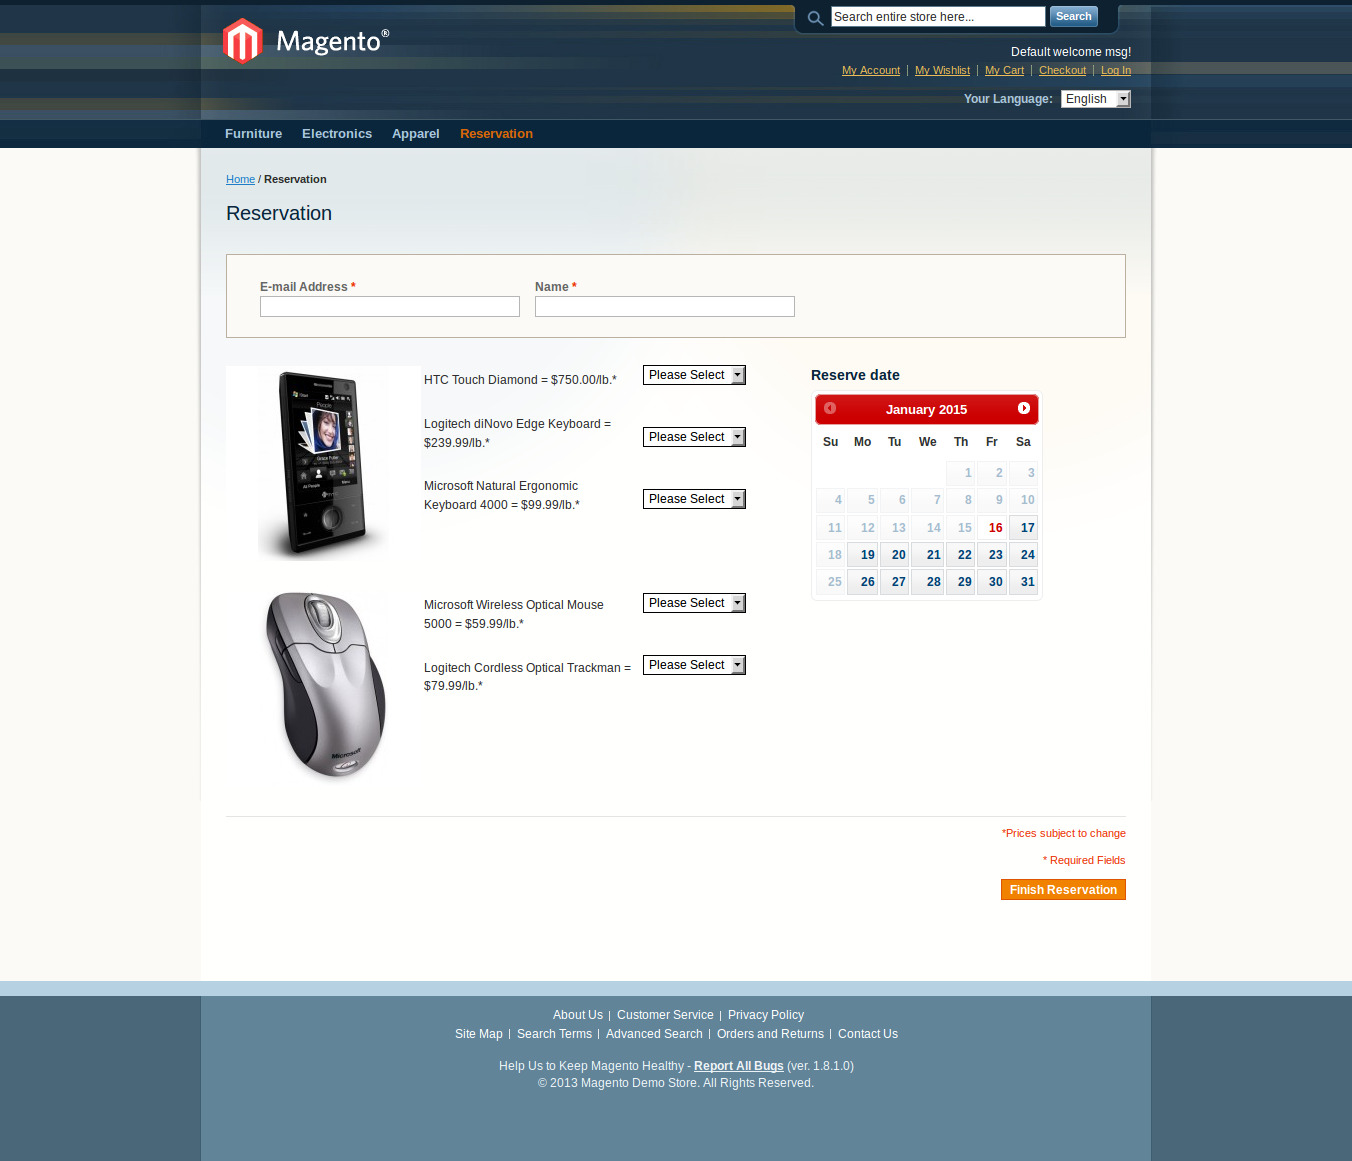 Magento®
Search entire store here...
Search
Default welcome msg!
My Account | My Wishlist | My Cart | Checkout | Log In
Your Language: English
Furniture Electronics Apparel Reservation
Home / Reservation
Reservation
E-mail Address *
Name *
HTC Touch Diamond = $750.00/lb.*
Please Select
Logitech diNovo Edge Keyboard =
$239.99/lb.*
Please Select
Microsoft Natural Ergonomic
Keyboard 4000 = $99.99/lb.*
Please Select
Microsoft
Microsoft Wireless Optical Mouse
5000 = $59.99/lb.*
Please Select
Logitech Cordless Optical Trackman =
$79.99/lb.*
Please Select
Reserve date
January 2015
Su Mo Tu We Th Fr Sa
1 2 3
4 5 6 7 8 9 10
11 12 13 14 15 16 17
18 19 20 21 22 23 24
25 26 27 28 29 30 31
*Prices subject to change
* Required Fields
Finish Reservation
About Us | Customer Service | Privacy Policy
Site Map | Search Terms | Advanced Search | Orders and Returns | Contact Us
Help Us to Keep Magento Healthy - Report All Bugs (ver. 1.8.1.0)
© 2013 Magento Demo Store. All Rights Reserved.